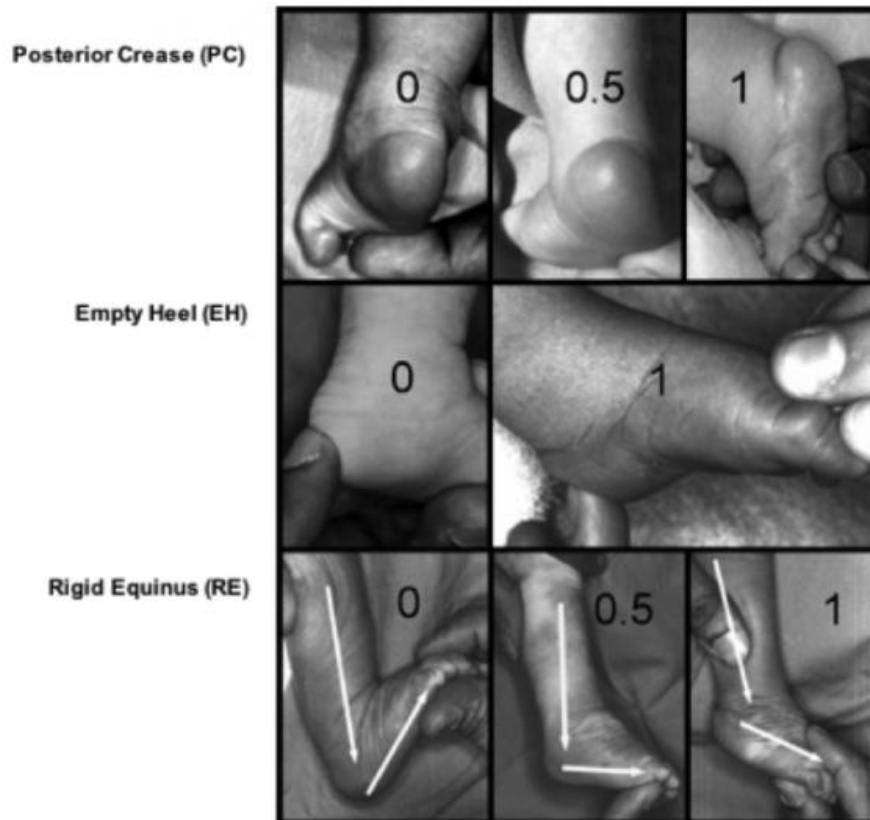 Posterior Crease (PC)
0 0.5 1
Empty Heel (EH)
0 1
Rigid Equinus (RE)
0 0.5 1